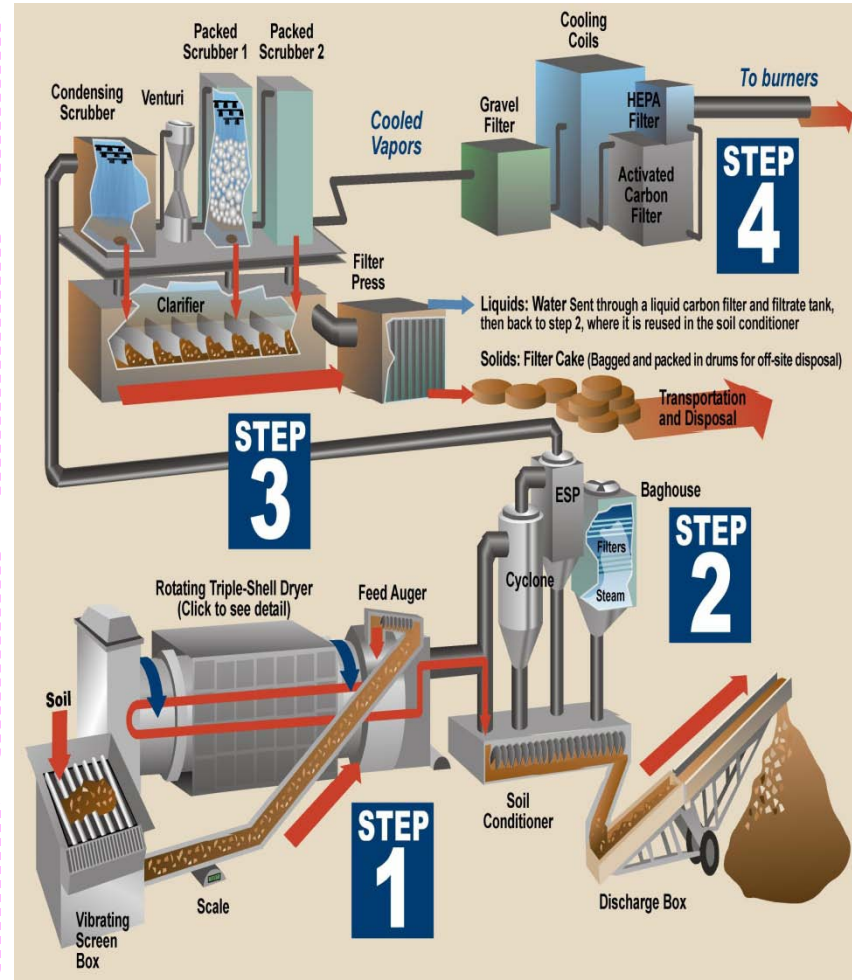 Packed
Scrubber 1
Packed
Scrubber 2
Condensing
Scrubber
Venturi
Cooled
Vapors
Cooling
Coils
Gravel
Filter
HEPA
Filter
Activated
Carbon
Filter
To burners
STEP
4
Clarifier
Filter
Press
Liquids: Water Sent through a liquid carbon filter and filtrate tank,
then back to step 2, where it is reused in the soil conditioner
Solids: Filter Cake (Bagged and packed in drums for off-site disposal)
Transportation
and Disposal
STEP
3
ESP
Baghouse
Filters
Steam
Cyclone
STEP
2
Rotating Triple-Shell Dryer
(Click to see detail)
Feed Auger
Soil
Soil
Conditioner
STEP
1
Scale
Vibrating
Screen
Box
Discharge Box